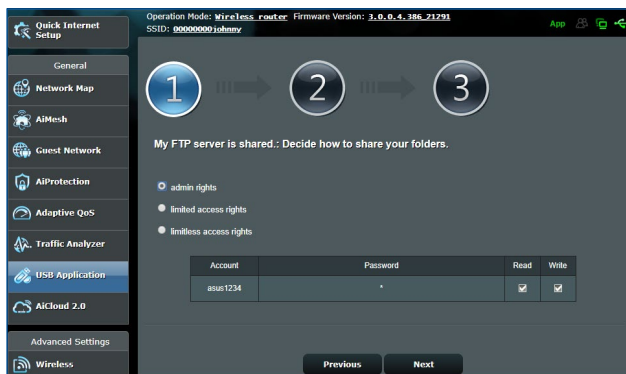 Quick Internet
Setup
Operation Mode: Wireless router Firmware Version: 3.0.0.4.386_21291
SSID: 00000000johnny
App
General
Network Map
AiMesh
Guest Network
AiProtection
Adaptive QoS
Traffic Analyzer
USB Application
AiCloud 2.0
Advanced Settings
Wireless
1 2 3
My FTP server is shared.: Decide how to share your folders.
admin rights
limited access rights
limitless access rights
Account Password Read Write
asus1234 *
Previous Next